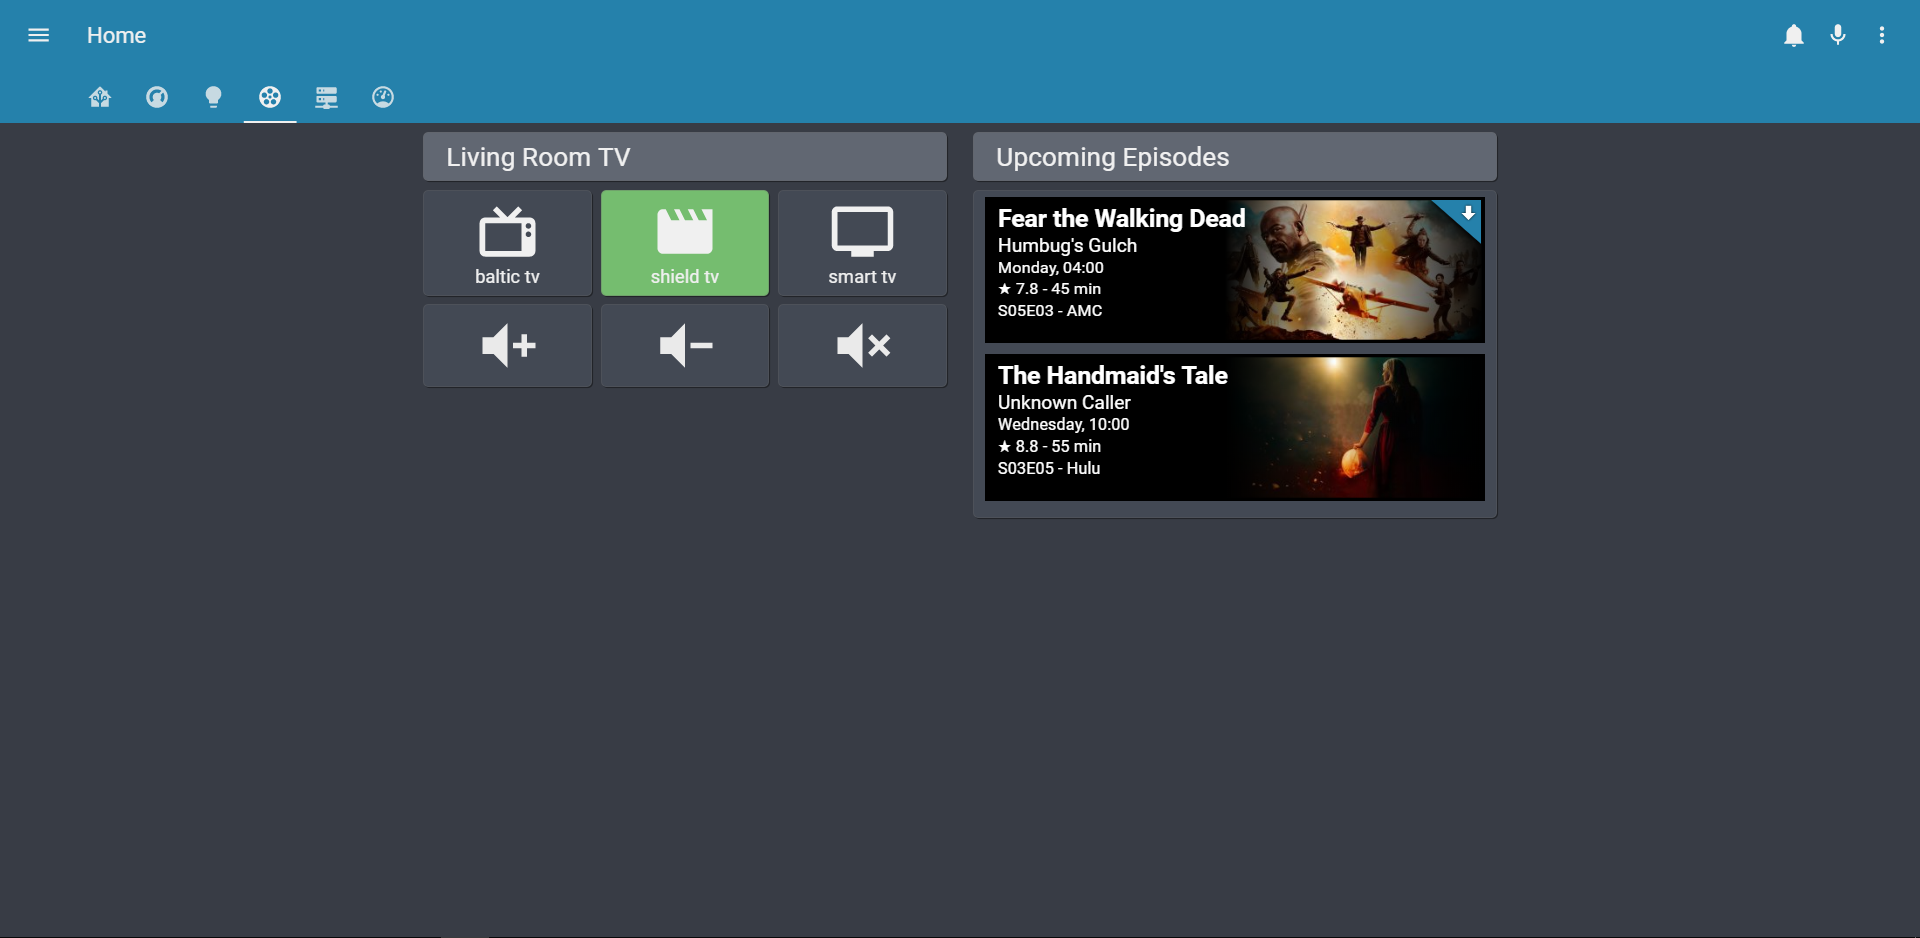 Home
Living Room TV
baltic tv
shield tv
smart tv
Upcoming Episodes
Fear the Walking Dead
Humbug's Gulch
Monday, 04:00
★ 7.8 - 45 min
S05E03 - AMC
The Handmaid's Tale
Unknown Caller
Wednesday, 10:00
★ 8.8 - 55 min
S03E05 - Hulu